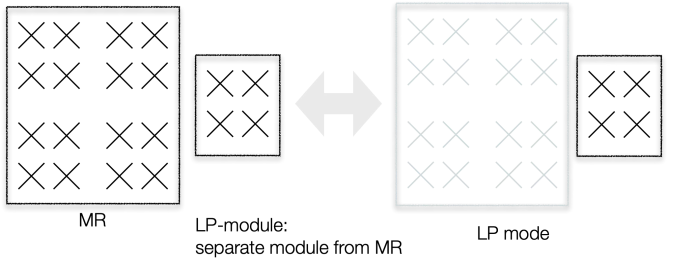 MR
LP-module:
separate module from MR
LP mode